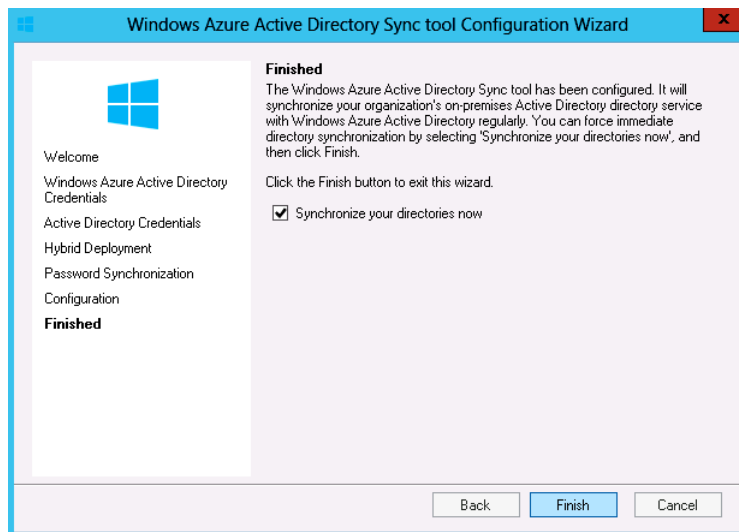 Windows Azure Active Directory Sync tool Configuration Wizard
x
Finished
The Windows Azure Active Directory Sync tool has been configured. It will
synchronize your organization's on-premises Active Directory directory service
with Windows Azure Active Directory regularly. You can force immediate
directory synchronization by selecting 'Synchronize your directories now', and
then click Finish.
Click the Finish button to exit this wizard.
Synchronize your directories now
Welcome
Windows Azure Active Directory
Credentials
Active Directory Credentials
Hybrid Deployment
Password Synchronization
Configuration
Finished
Back
Finish
Cancel